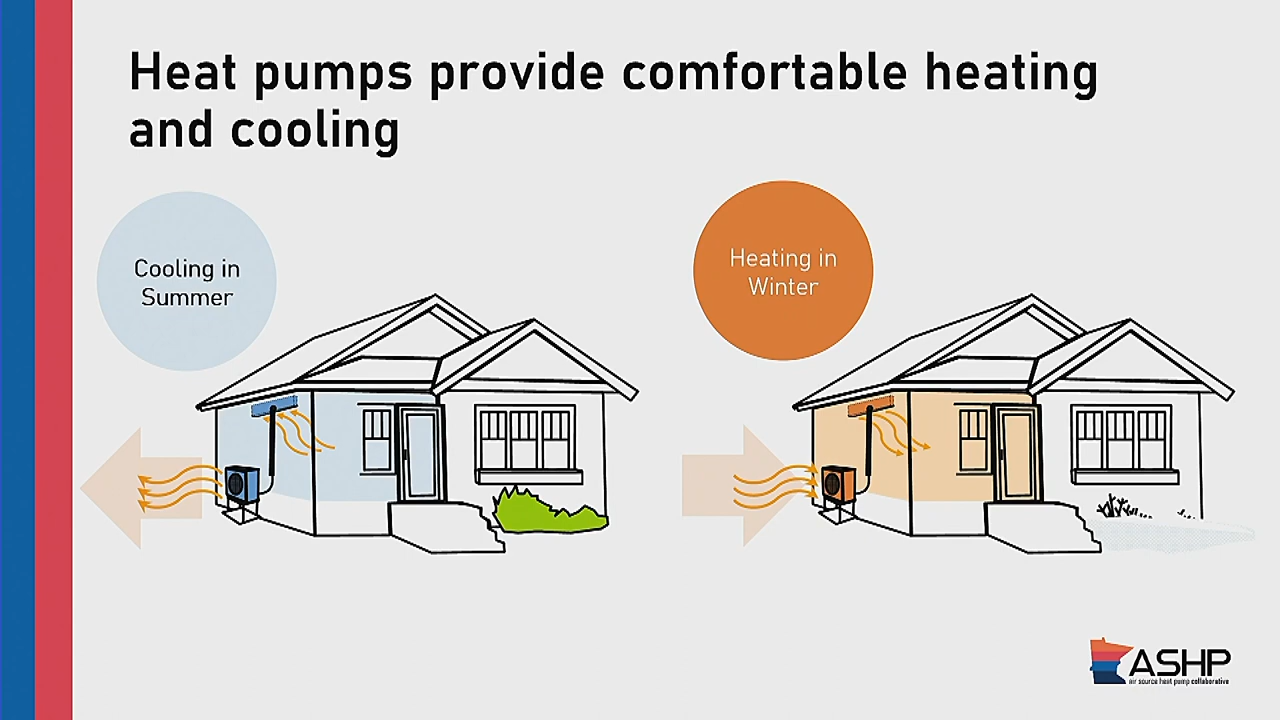 Heat pumps provide comfortable heating
and cooling
Cooling in
Summer
Heating in
Winter
ASHP
air source heat pump collaborative